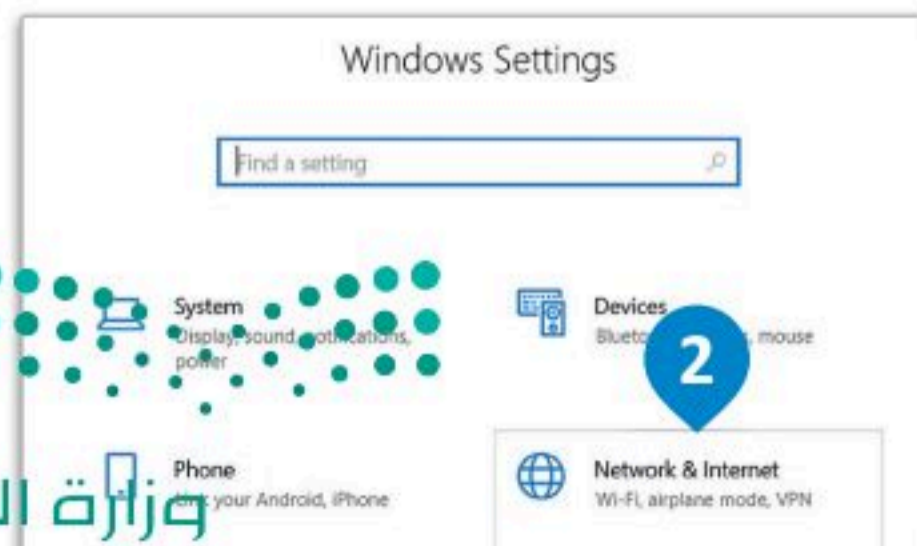 Windows Settings
Find a setting
System
Display, sound, notifications,
power
Devices
mouse
2
Phone
your Android, iPhone
Network & Internet
Wi-Fi, airplane mode, VPN
وزارة